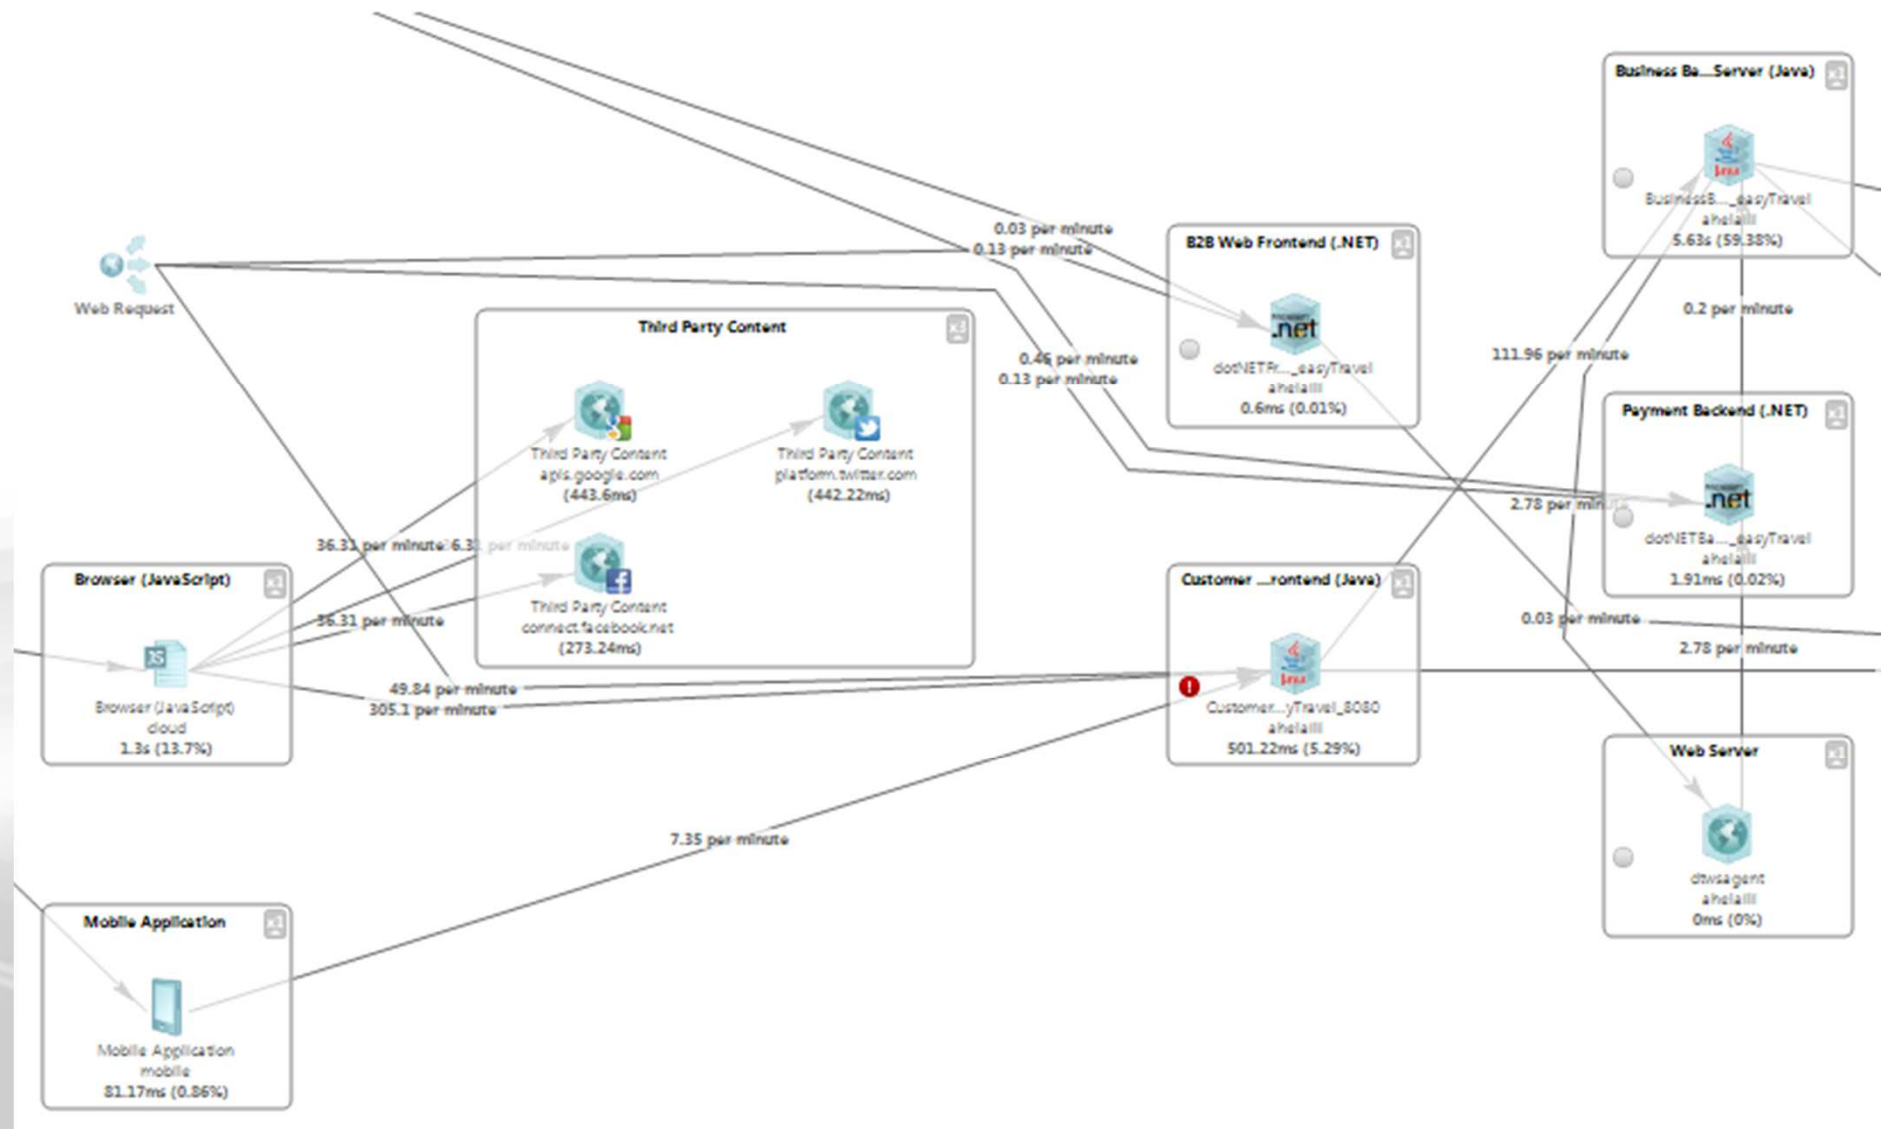 Business Ba...Server (Java)
BusinessB..._easyTravel
5.63s (59.38%)
0.03 per minute
0.13 per minute
B2B Web Frontend (.NET)
.net
dotNETFr..._easyTravel
0.6ms (0.01%)
Web Request
0.2 per minute
Third Party Content
0.46 per minute
0.13 per minute
111.96 per minute
Third Party Content
apis.google.com
(443.6ms)
Third Party Content
platform.twitter.com
(442.22ms)
Payment Backend (.NET)
.net
dotNETBa..._easyTravel
1.91ms (0.02%)
2.78 per minute
36.31 per minute
6.31 per minute
36.31 per minute
Third Party Content
connect.facebook.net
(273.24ms)
Browser (JavaScript)
JS
Browser (JavaScript)
cloud
1.3s (13.7%)
49.84 per minute
305.1 per minute
Customer ...rontend (Java)
Customer...yTravel_8080
501.22ms (5.29%)
0.03 per minute
2.78 per minute
Web Server
dtwsagent
0ms (0%)
7.35 per minute
Mobile Application
Mobile Application
mobile
81.17ms (0.86%)